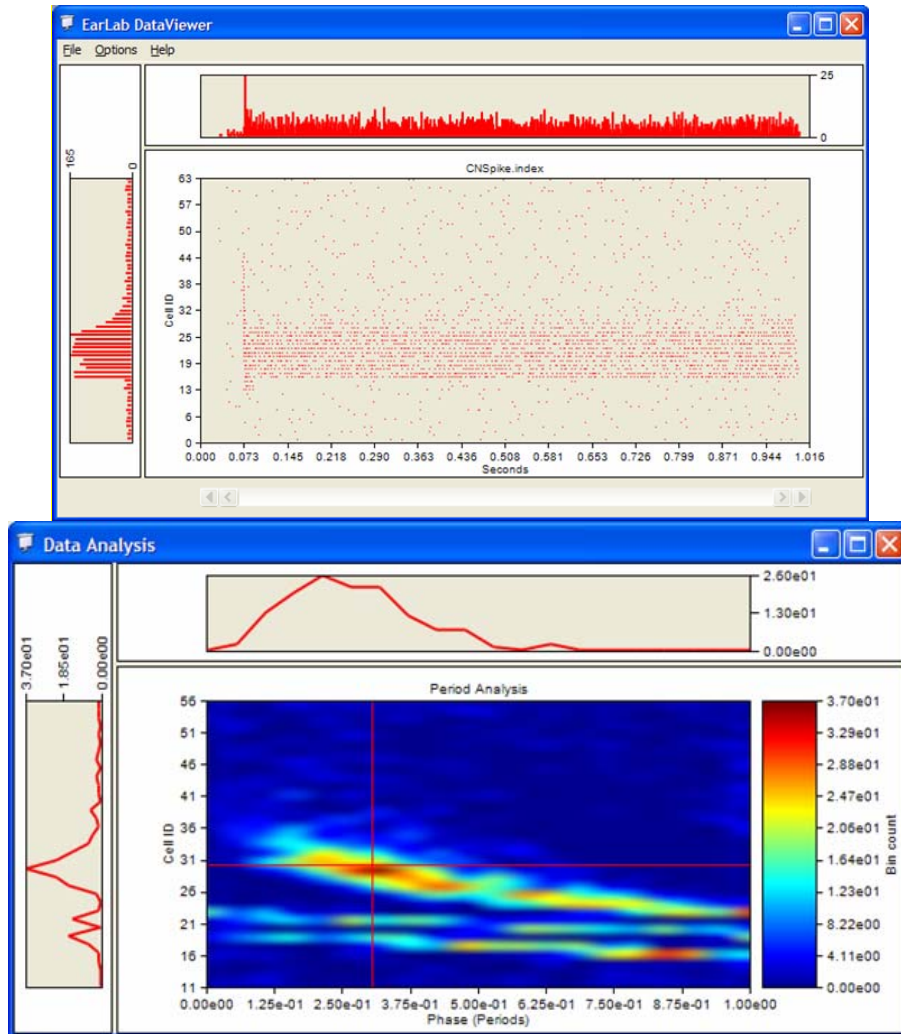 EarLab DataViewer
File Options Help
25
0
165 0
CNSpike.index
63
57
50
44
38
32
25
19
13
6
0
Cell ID
0.000 0.073 0.145 0.218 0.290 0.363 0.436 0.508 0.581 0.653 0.726 0.799 0.871 0.944 1.016
Seconds
Data Analysis
2.60e01
1.30e01
0.00e00
3.70e01 1.85e01 0.00e00
Period Analysis
56
51
46
41
36
31
26
21
16
11
Cell ID
0.00e00 1.25e-01 2.50e-01 3.75e-01 5.00e-01 6.25e-01 7.50e-01 8.75e-01 1.00e00
Phase (Periods)
3.70e01
3.29e01
2.88e01
2.47e01
2.06e01
1.64e01
1.23e01
8.22e00
4.11e00
0.00e00
Bin count